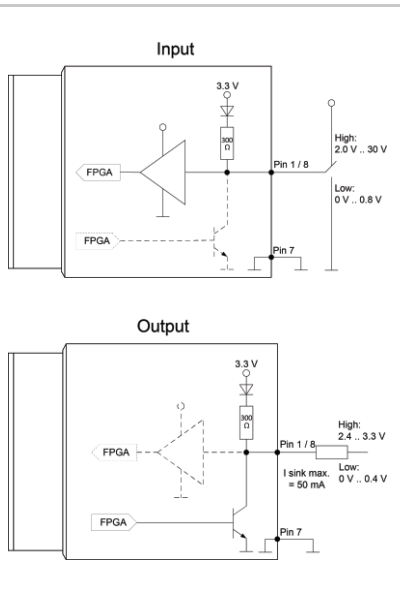 Input
3.3 V
300
Ω
High:
2.0 V .. 30 V
Pin 1 / 8
FPGA
Low:
0 V .. 0.8 V
FPGA
Pin 7
Output
3.3 V
300
Ω
High:
2.4 .. 3.3 V
Pin 1 / 8
FPGA
I sink max.
= 50 mA
Low:
0 V .. 0.4 V
FPGA
Pin 7